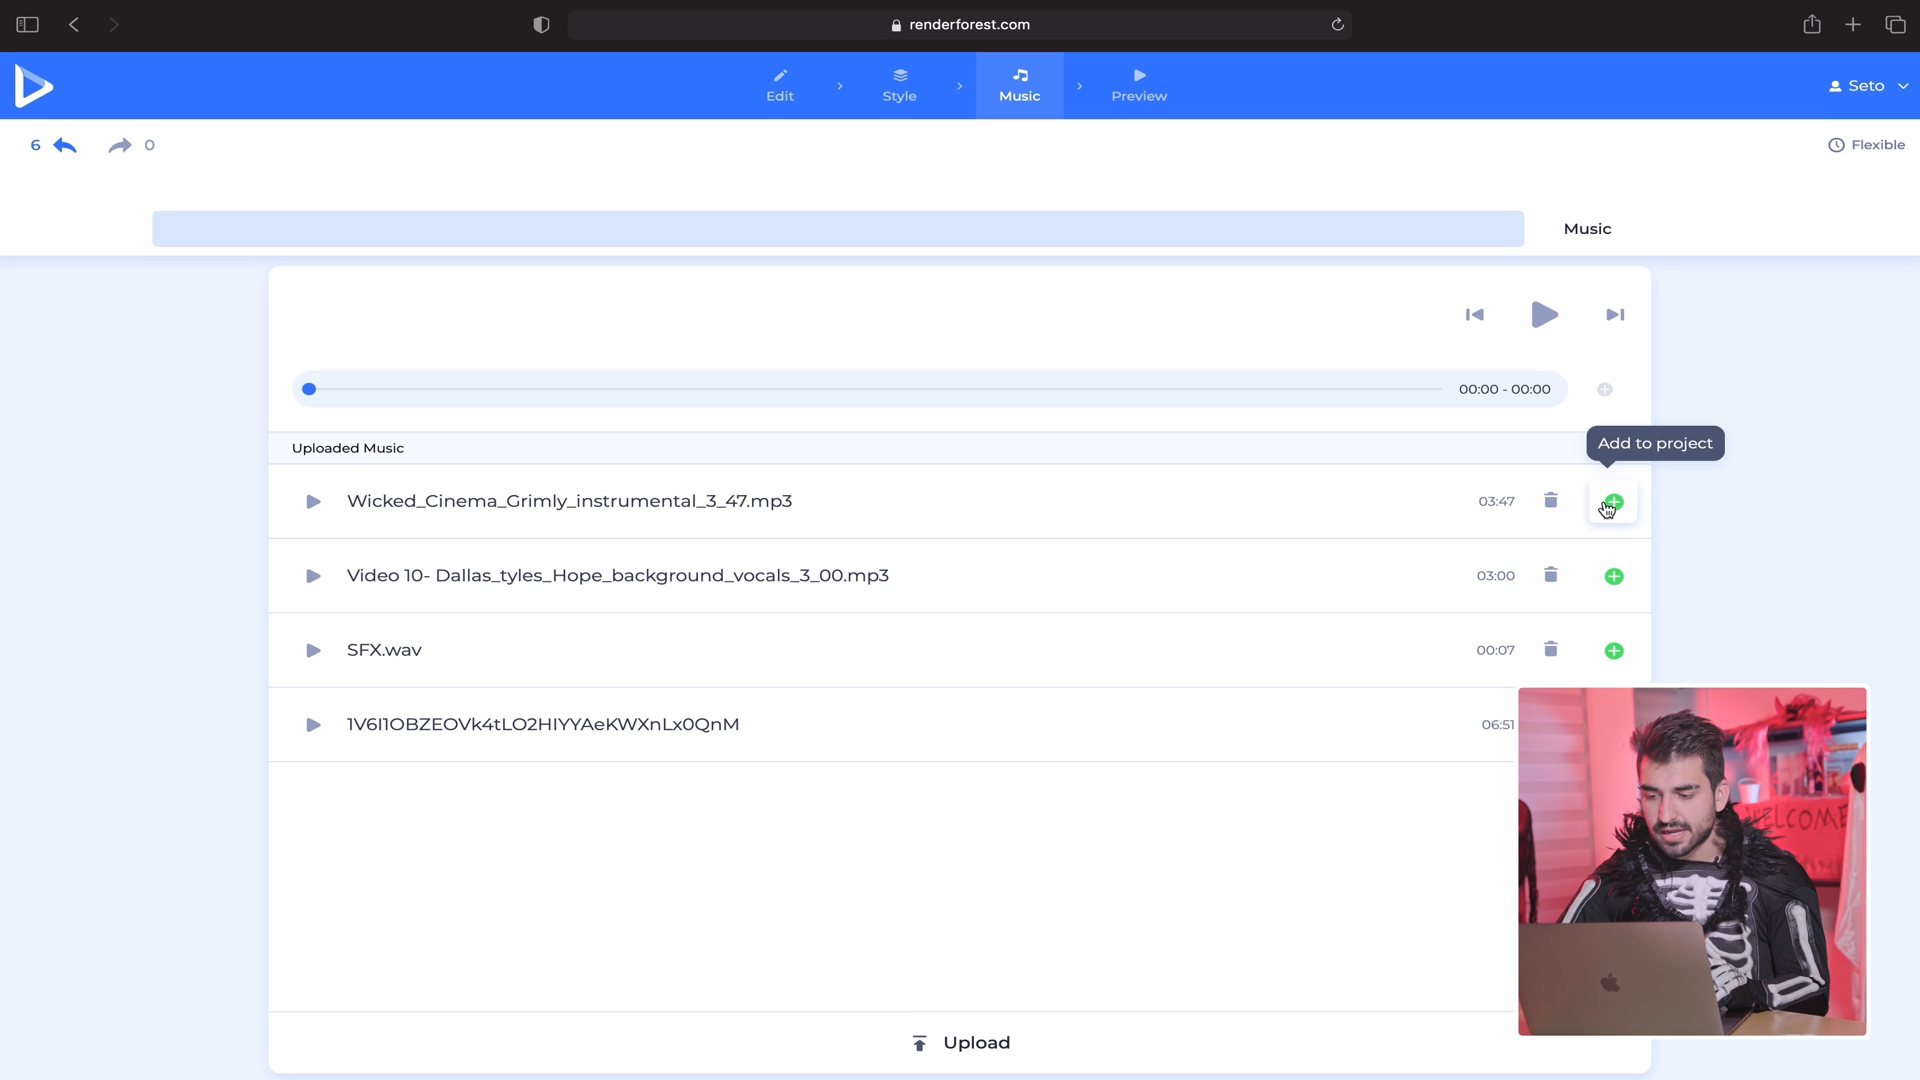 renderforest.com
Edit
Style
Music
Preview
Seto
6
0
Flexible
Music
00:00 - 00:00
Uploaded Music
Add to project
Wicked_Cinema_Grimly_instrumental_3_47.mp3
03:47
Video 10- Dallas_tyles_Hope_background_vocals_3_00.mp3
03:00
SFX.wav
00:07
1V6I1OBZEOVk4tLO2HIYYAeKWXnLx0QnM
06:51
WELCOME
Upload